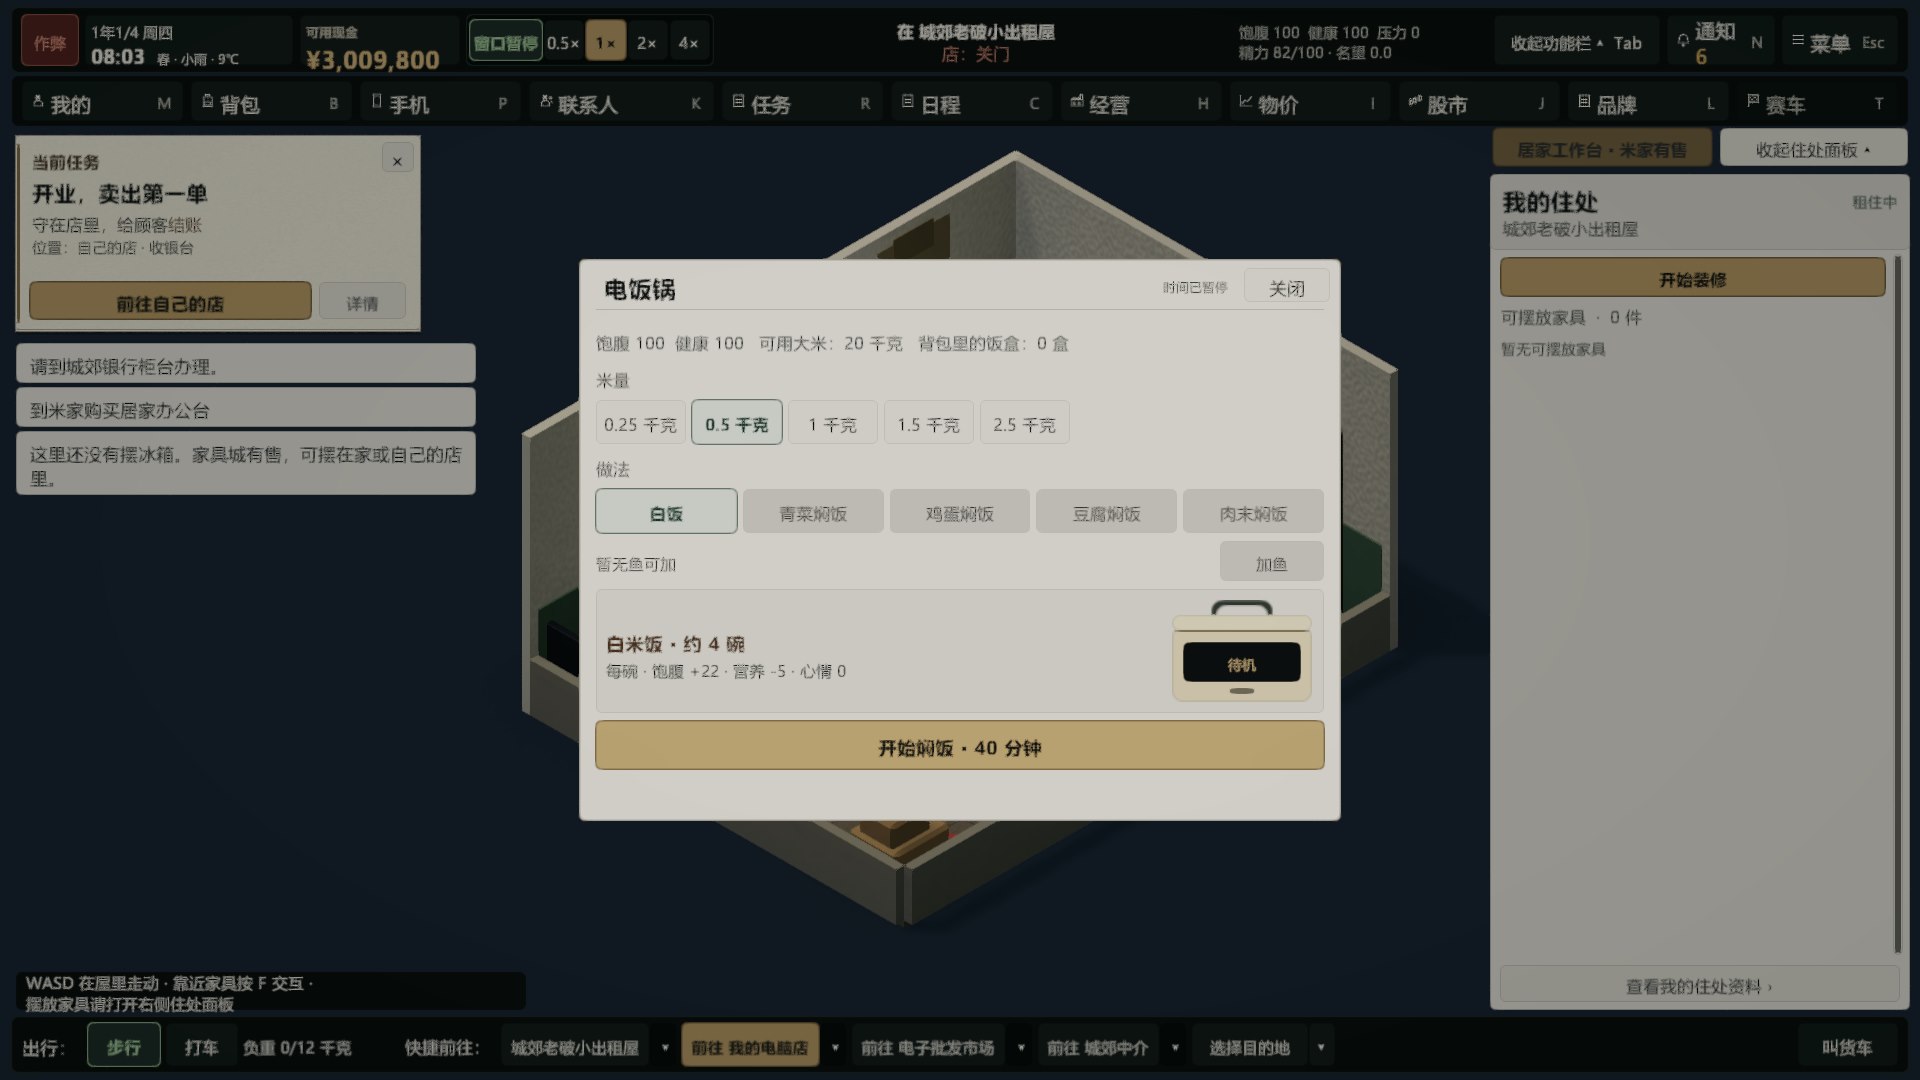 作弊
1年1/4 周四
08:03 春·小雨·9℃
可用现金
¥3,009,800
窗口暂停 0.5× 1× 2× 4×
在 城郊老破小出租屋
店：关门
饱腹 100 健康 100 压力 0
精力 82/100·名望 0.0
收起功能栏 Tab
通知 6 N
菜单 Esc
我的 M
背包 B
手机 P
联系人 K
任务 R
日程 C
经营 H
物价 I
股市 J
品牌 L
赛车 T
当前任务 ×
开业，卖出第一单
守在店里，给顾客结账
位置：自己的店·收银台
前往自己的店 详情
请到城郊银行柜台办理。
到米家购买居家办公台
这里还没有摆冰箱。家具城有售，可摆在家或自己的店
里。
电饭锅 时间已暂停 关闭
饱腹 100 健康 100 可用大米：20 千克 背包里的饭盒：0 盒
米量
0.25 千克 0.5 千克 1 千克 1.5 千克 2.5 千克
做法
白饭 青菜焖饭 鸡蛋焖饭 豆腐焖饭 肉末焖饭
暂无鱼可加 加鱼
白米饭·约 4 碗
每碗·饱腹 +22·营养 -5·心情 0
待机
开始焖饭·40 分钟
居家工作台·米家有售 收起住处面板
我的住处 租住中
城郊老破小出租屋
开始装修
可摆放家具 · 0 件
暂无可摆放家具
查看我的住处资料 ›
WASD 在屋里走动·靠近家具按 F 交互·
摆放家具请打开右侧住处面板
出行： 步行 打车 负重 0/12 千克 快捷前往： 城郊老破小出租屋 前往 我的电脑店 前往 电子批发市场 前往 城郊中介 选择目的地 叫货车